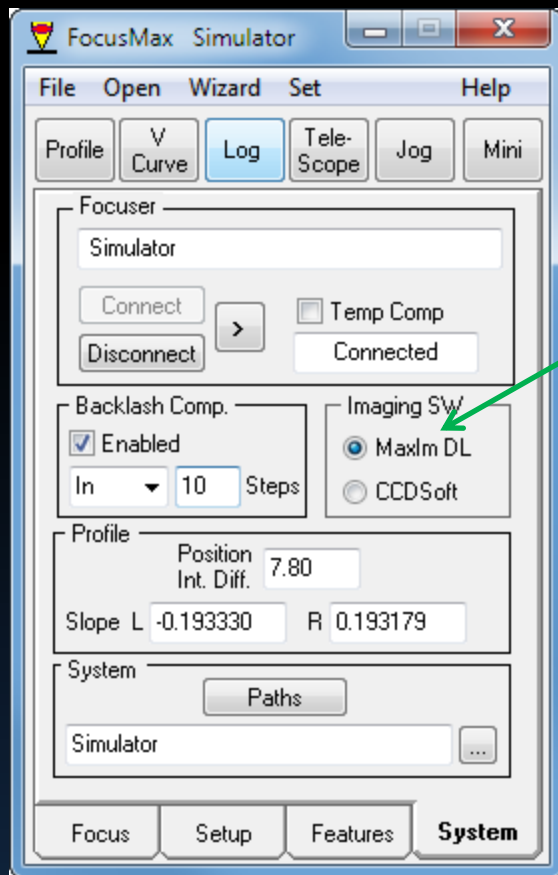 FocusMax Simulator
File Open Wizard Set Help
Profile V Curve Log Tele-Scope Jog Mini
Focuser
Simulator
Connect > Temp Comp
Disconnect Connected
Backlash Comp. Imaging SW
Enabled MaxIm DL
In 10 Steps CCDSoft
Profile
Position
Int. Diff. 7.80
Slope L -0.193330 R 0.193179
System
Paths
Simulator ...
Focus Setup Features System